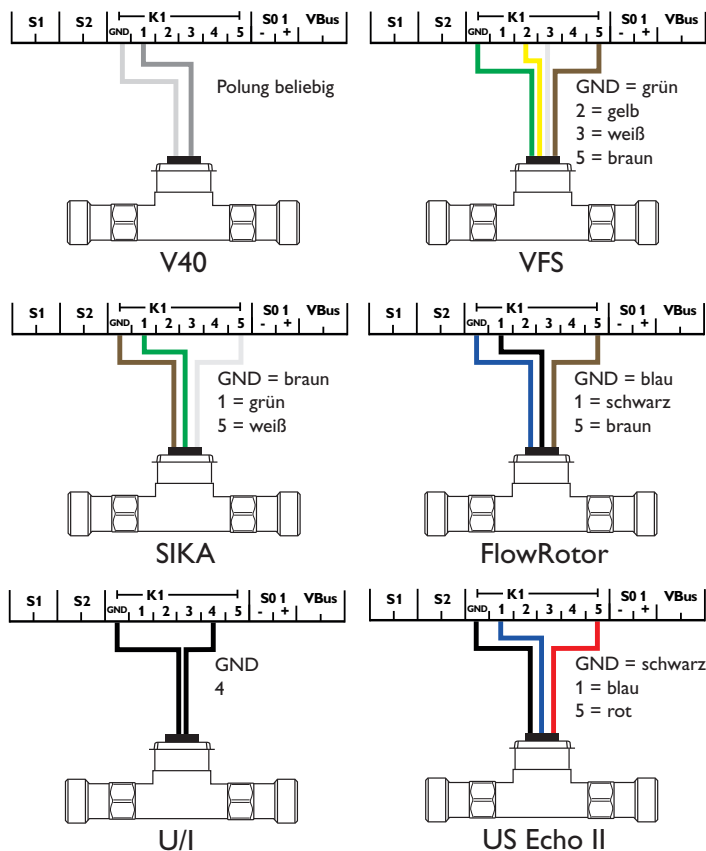 S1 S2 K1 S0 1 VBus
GND 1 2 3 4 5 - +
Polung beliebig
V40
S1 S2 K1 S0 1 VBus
GND 1 2 3 4 5 - +
GND = grün
2 = gelb
3 = weiß
5 = braun
VFS
S1 S2 K1 S0 1 VBus
GND 1 2 3 4 5 - +
GND = braun
1 = grün
5 = weiß
SIKA
S1 S2 K1 S0 1 VBus
GND 1 2 3 4 5 - +
GND = blau
1 = schwarz
5 = braun
FlowRotor
S1 S2 K1 S0 1 VBus
GND 1 2 3 4 5 - +
GND
4
U/I
S1 S2 K1 S0 1 VBus
GND 1 2 3 4 5 - +
GND = schwarz
1 = blau
5 = rot
US Echo II